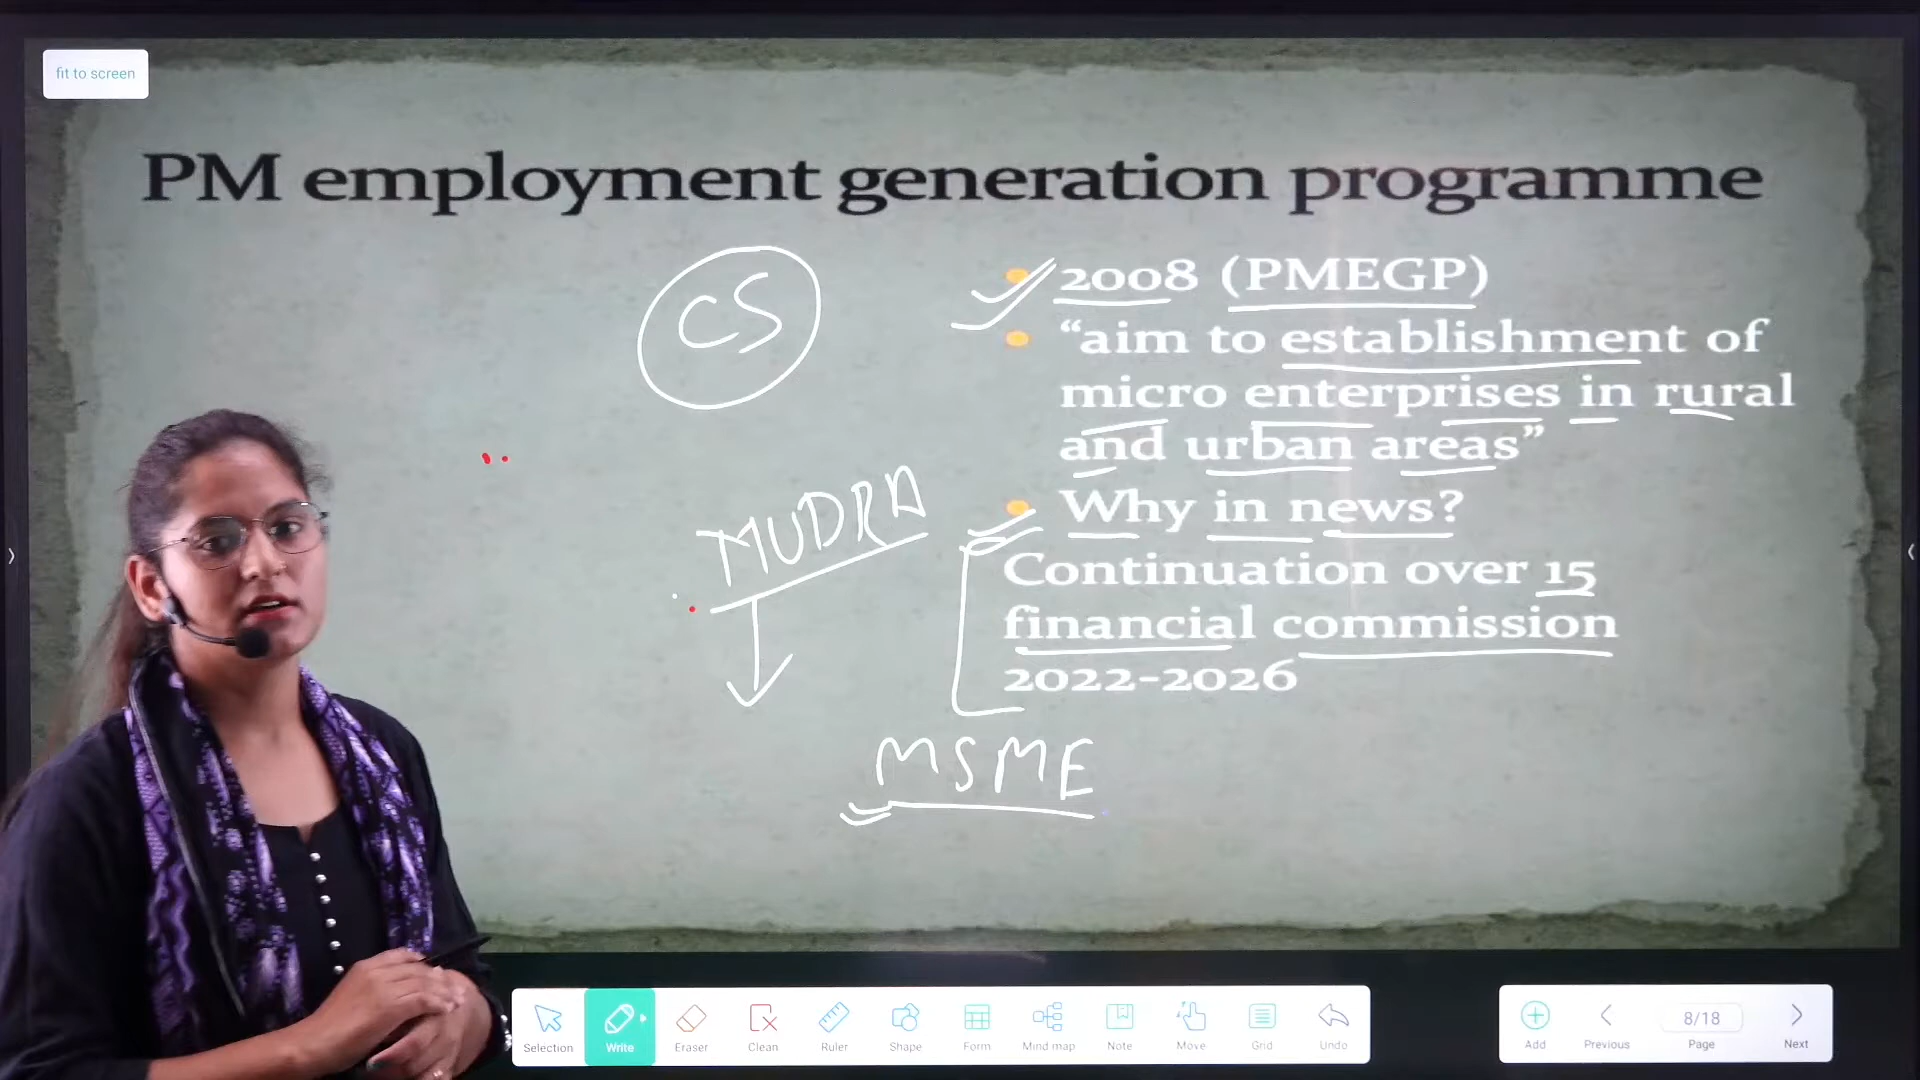 fit to screen
PM employment generation programme
CS
2008 (PMEGP)
“aim to establishment of
micro enterprises in rural
and urban areas”
MUDRA
Why in news?
Continuation over 15
financial commission
2022-2026
MSME
Selection
Write
Eraser
Clean
Ruler
Shape
Form
Mind map
Note
Move
Grid
Undo
Add
Previous
8/18
Page
Next